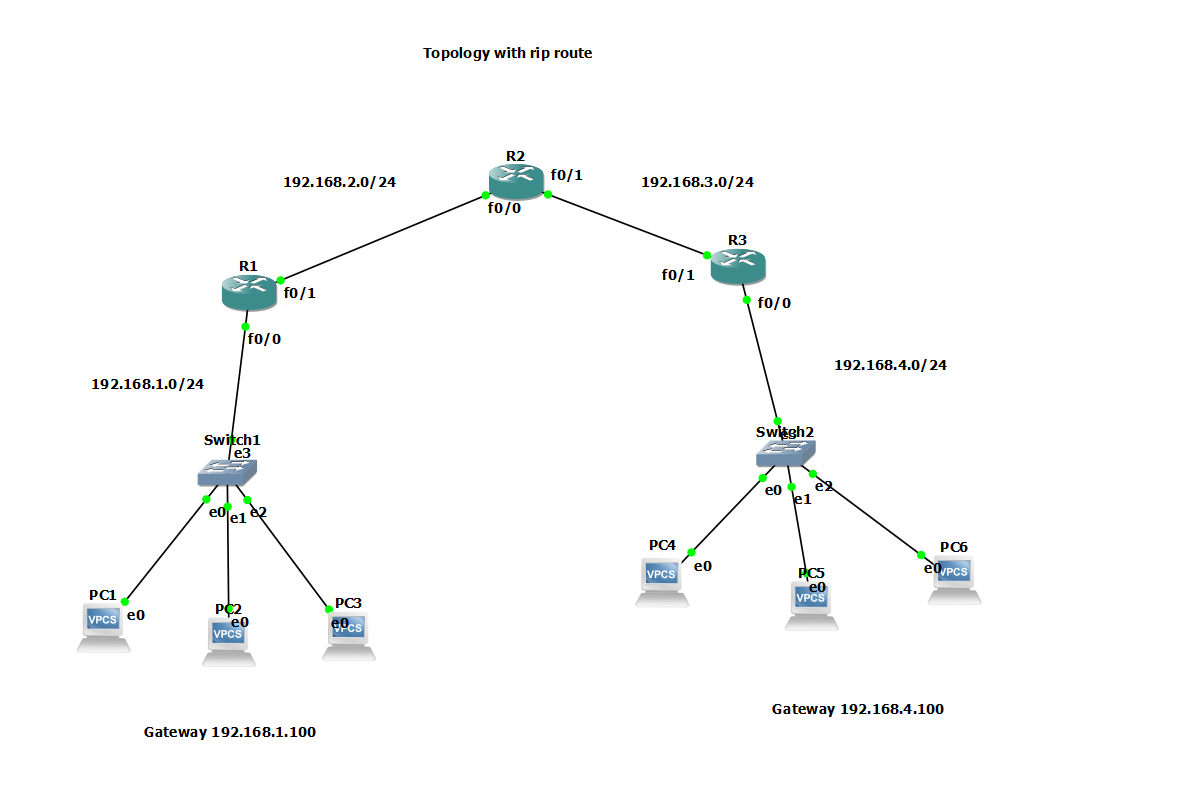 Topology with rip route
R2
f0/1
192.168.2.0/24
192.168.3.0/24
f0/0
R3
R1
f0/1
f0/1
f0/0
f0/0
192.168.4.0/24
192.168.1.0/24
Switch1
e3
Switch2
e3
e0
e1
e2
e0
e1
e2
PC4
e0
VPCS
PC5
e0
VPCS
PC6
e0
VPCS
PC1
e0
VPCS
PC2
e0
VPCS
PC3
e0
VPCS
Gateway 192.168.4.100
Gateway 192.168.1.100